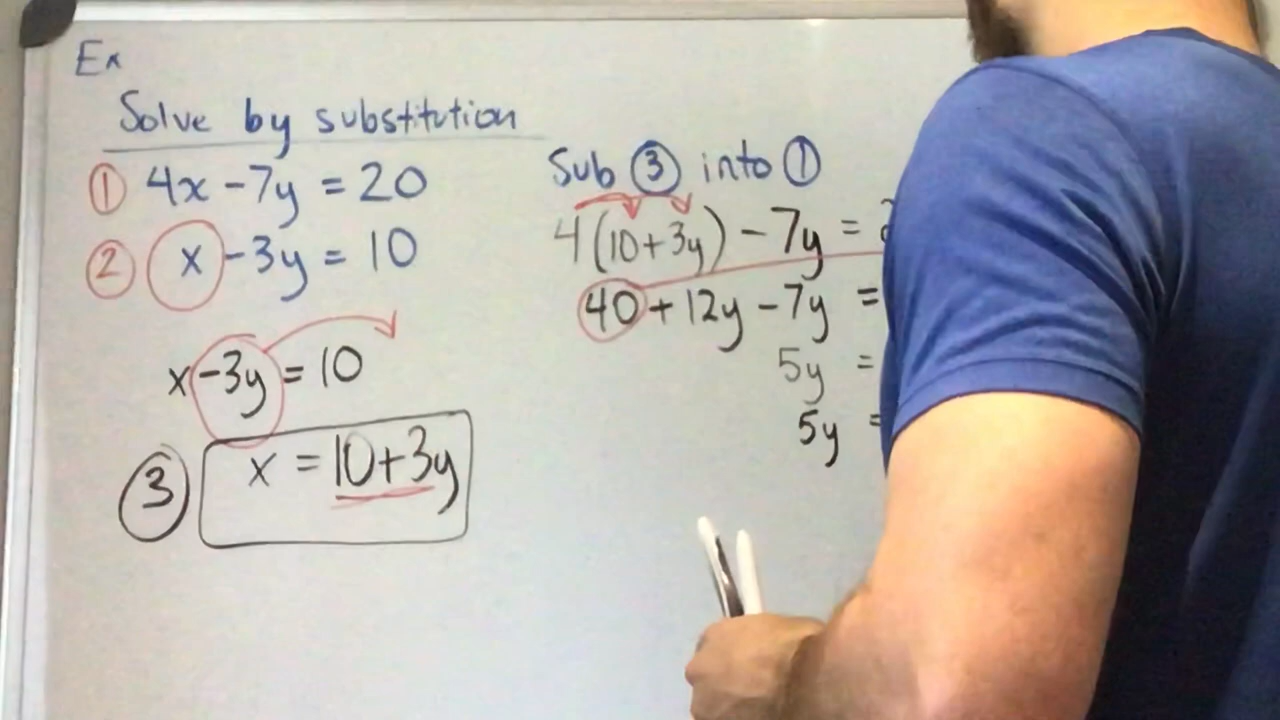 Ex
Solve by substitution
① 4x - 7y = 20
② x - 3y = 10
x - 3y = 10
③ x = 10 + 3y
Sub ③ into ①
4(10 + 3y) - 7y =
40 + 12y - 7y =
5y =
5y =